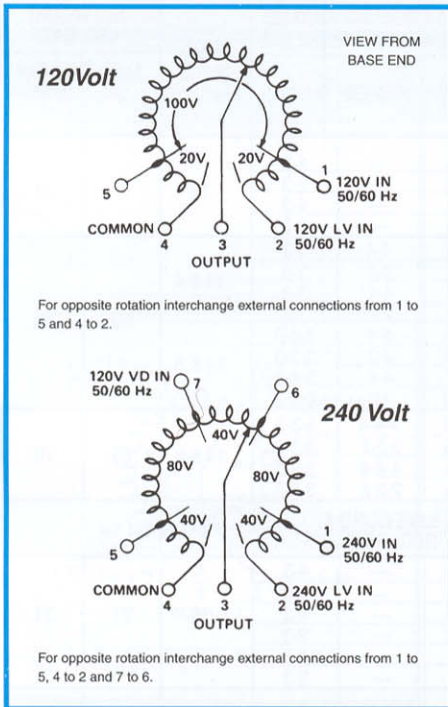 VIEW FROM
BASE END
120Volt
100V
20V 20V
5
1
120V IN
50/60 Hz
COMMON
4
3
2
120V LV IN
50/60 Hz
OUTPUT
For opposite rotation interchange external connections from 1 to
5 and 4 to 2.
120V VD IN
50/60 Hz
7
6
240 Volt
40V
80V
80V
40V
40V
5
1
240V IN
50/60 Hz
COMMON
4
3
2
240V LV IN
50/60 Hz
OUTPUT
For opposite rotation interchange external connections from 1 to
5, 4 to 2 and 7 to 6.